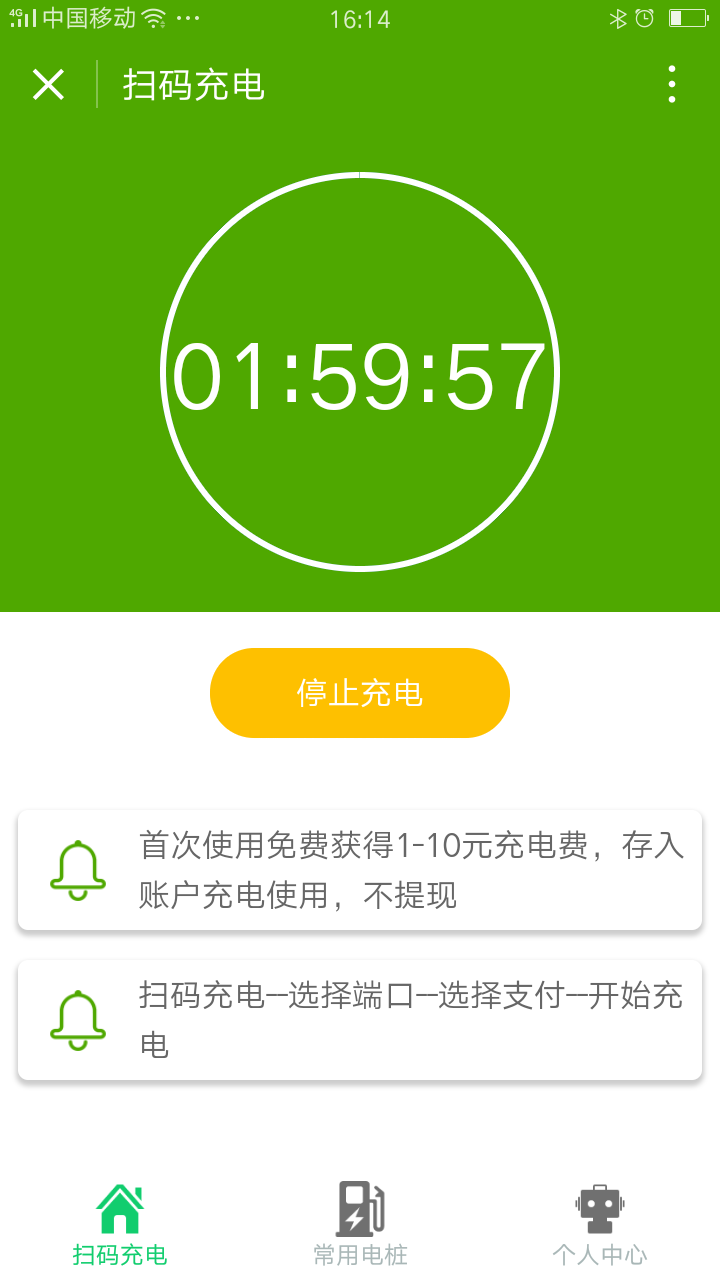 4G 中国移动 ... 16:14
扫码充电
01:59:57
停止充电
首次使用免费获得1-10元充电费，存入
账户充电使用，不提现
扫码充电--选择端口--选择支付--开始充
电
扫码充电 常用电桩 个人中心